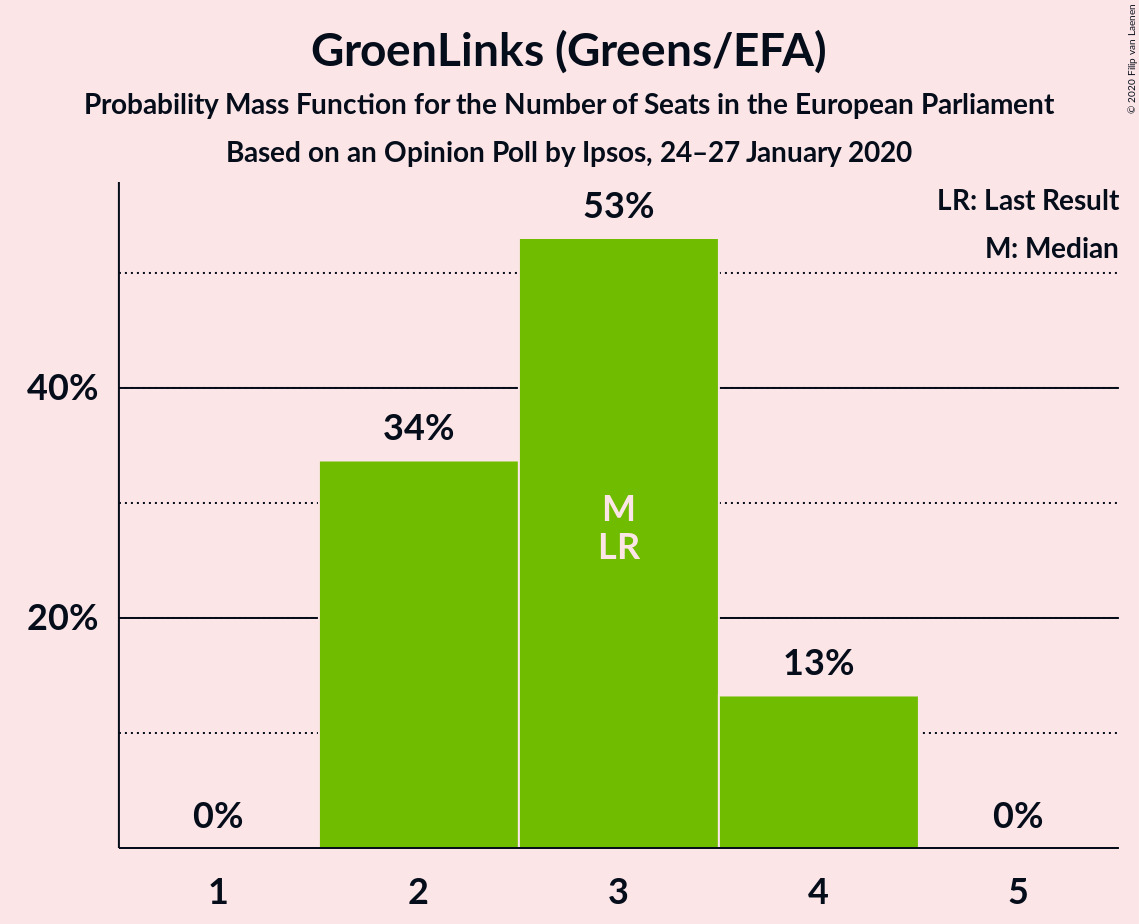 GroenLinks (Greens/EFA)
Probability Mass Function for the Number of Seats in the European Parliament
Based on an Opinion Poll by Ipsos, 24–27 January 2020
© 2020 Filip van Laenen
LR: Last Result
M: Median
53%
40%
34%
M
LR
20%
13%
0%
0%
1
2
3
4
5